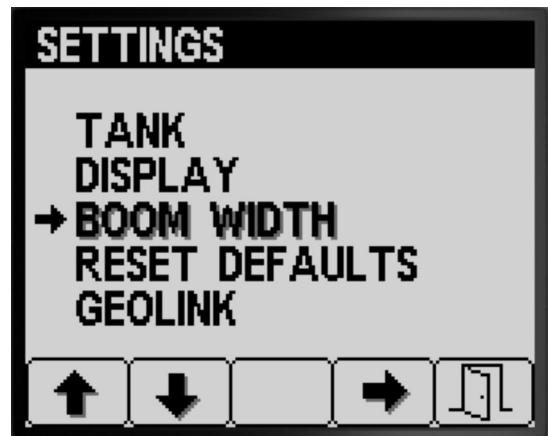 SETTINGS
TANK
DISPLAY
BOOM WIDTH
RESET DEFAULTS
GEOLINK